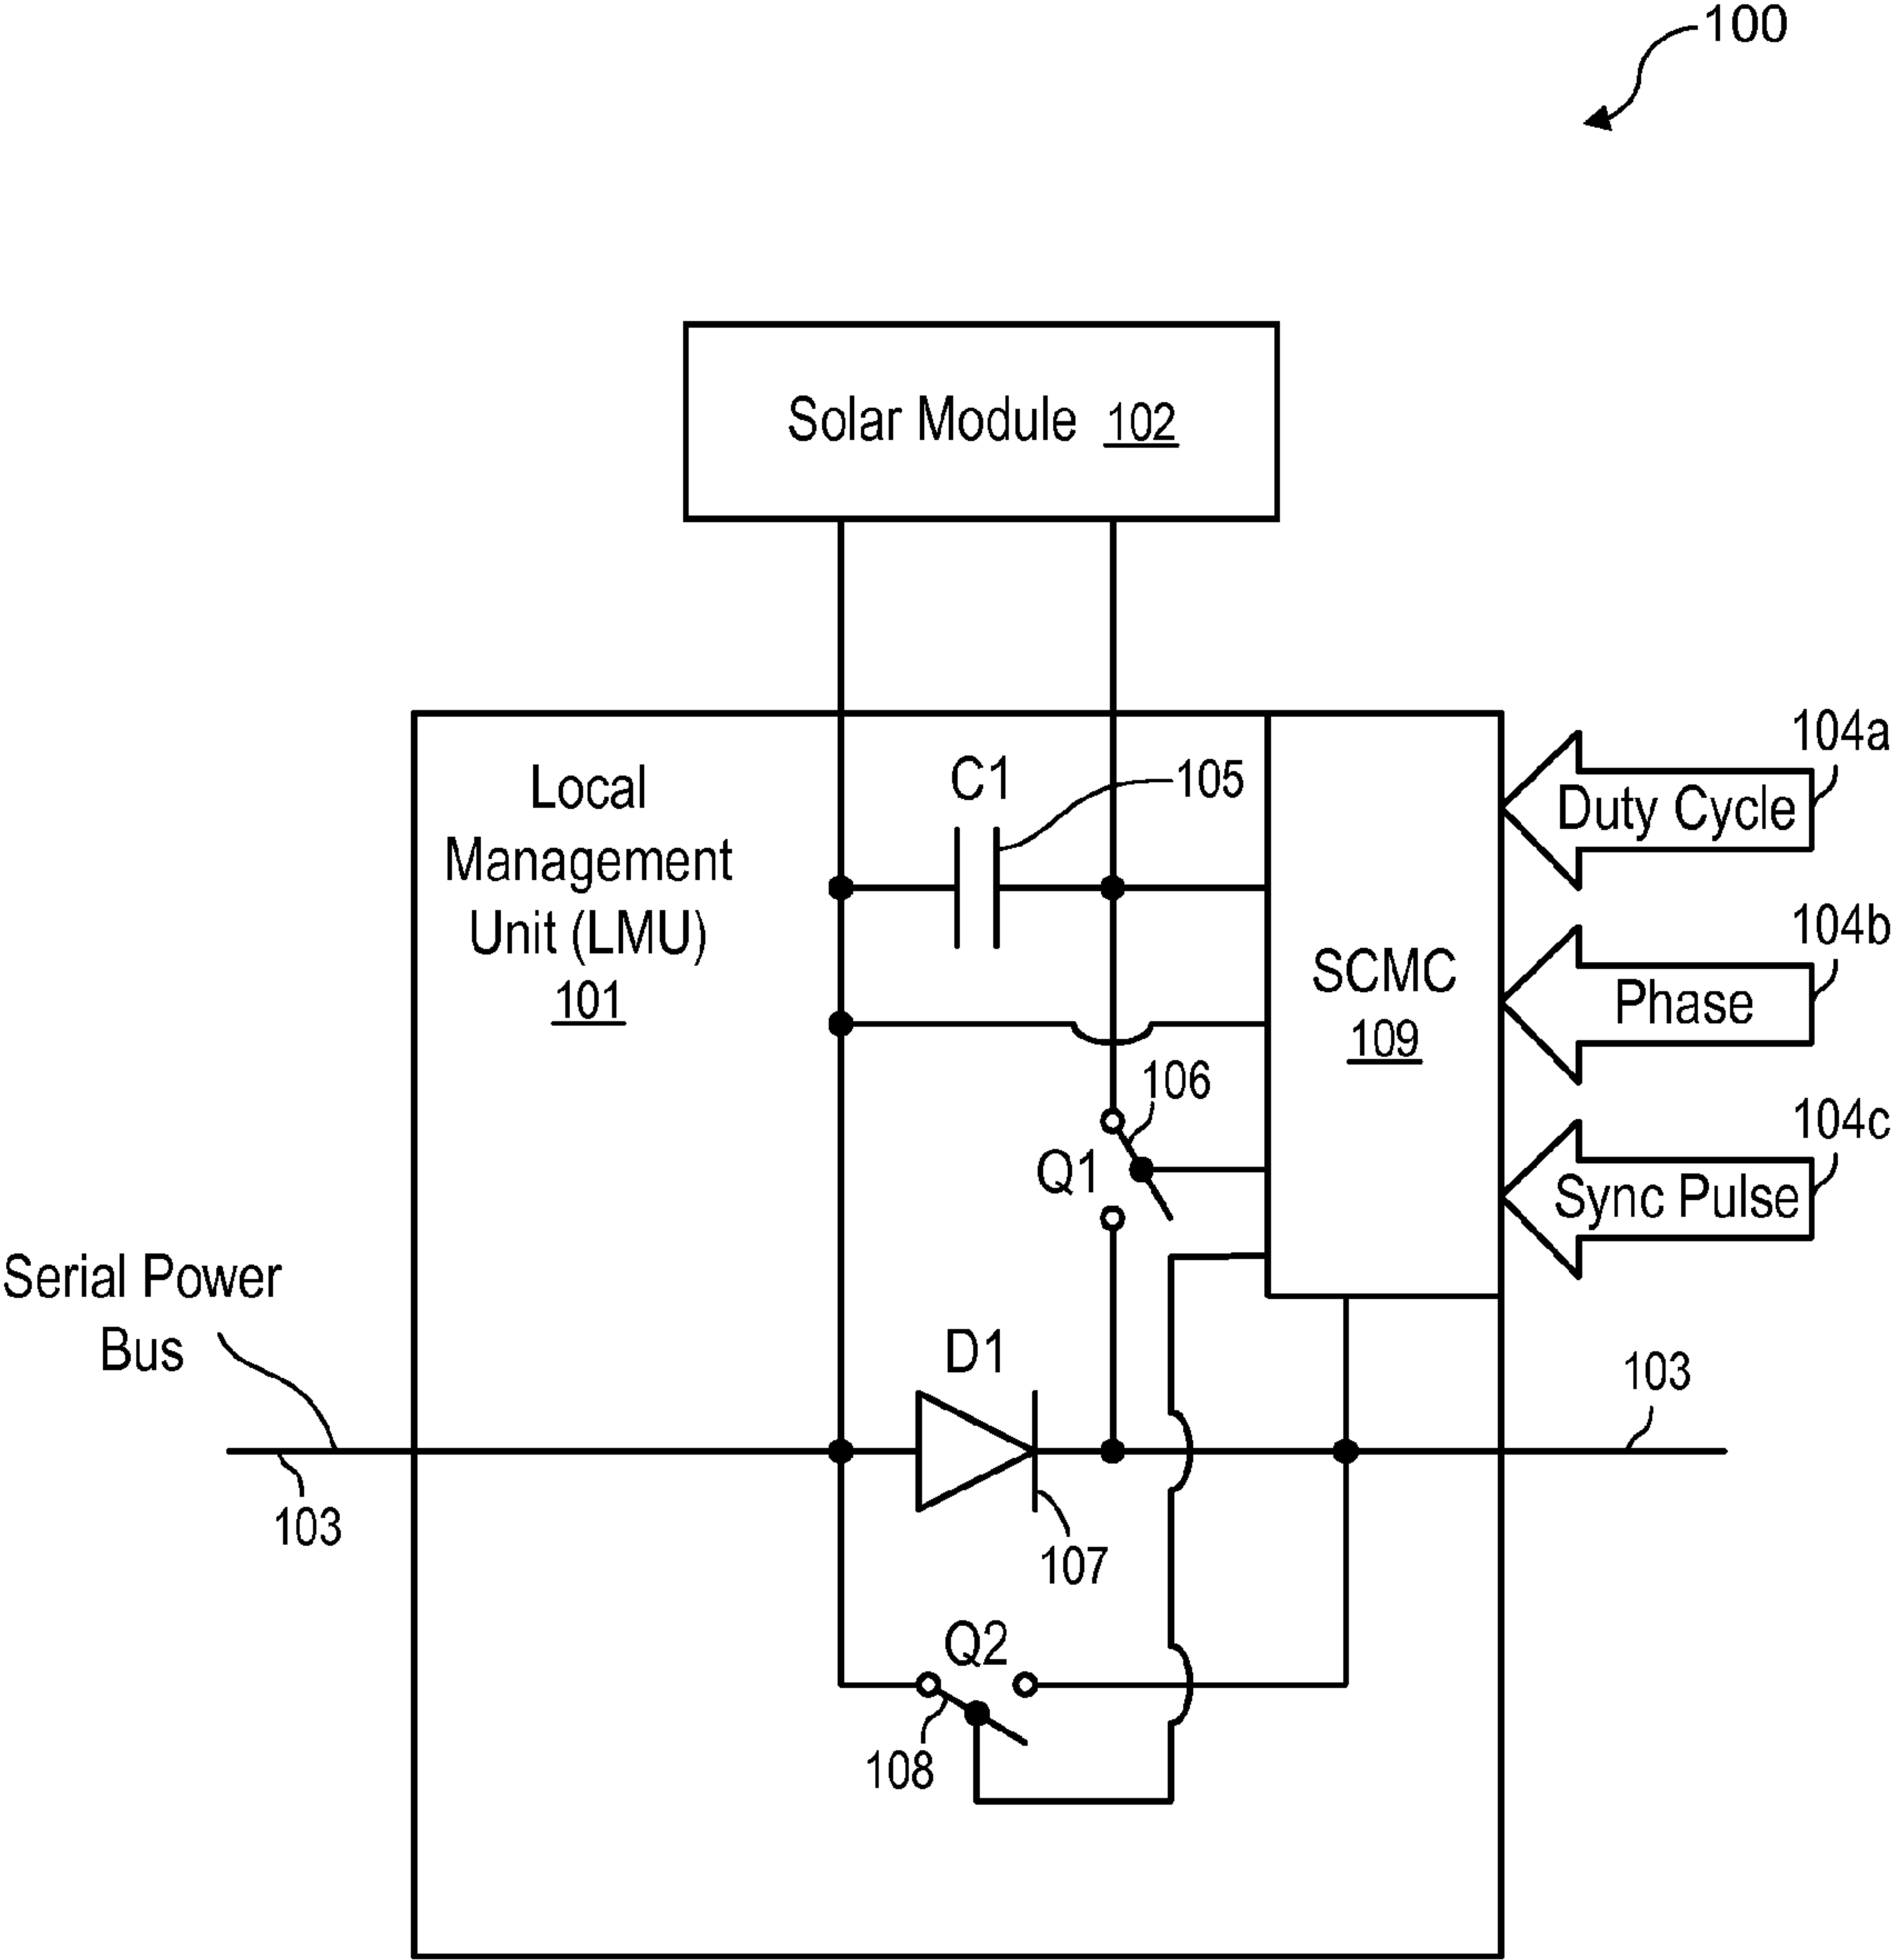 100
Solar Module 102
Local
Management
Unit (LMU)
101
C1
105
SCMC
109
104a
Duty Cycle
104b
Phase
104c
Sync Pulse
106
Q1
Serial Power
Bus
D1
103
103
107
Q2
108